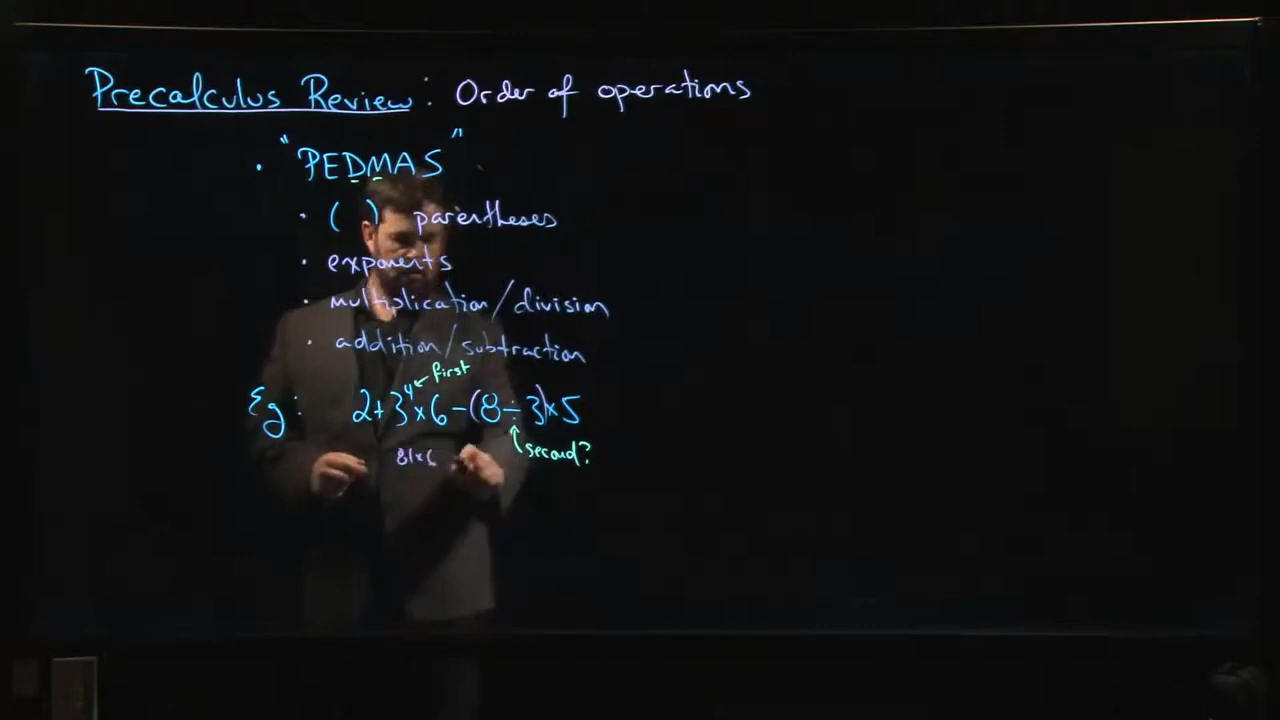 Precalculus Review: Order of operations
· "PEDMAS"
· ( ) parentheses
· exponents
· multiplication/division
· addition/subtraction
Eg: 2+3⁴×6-(8÷3)×5
←first
second?
81×6